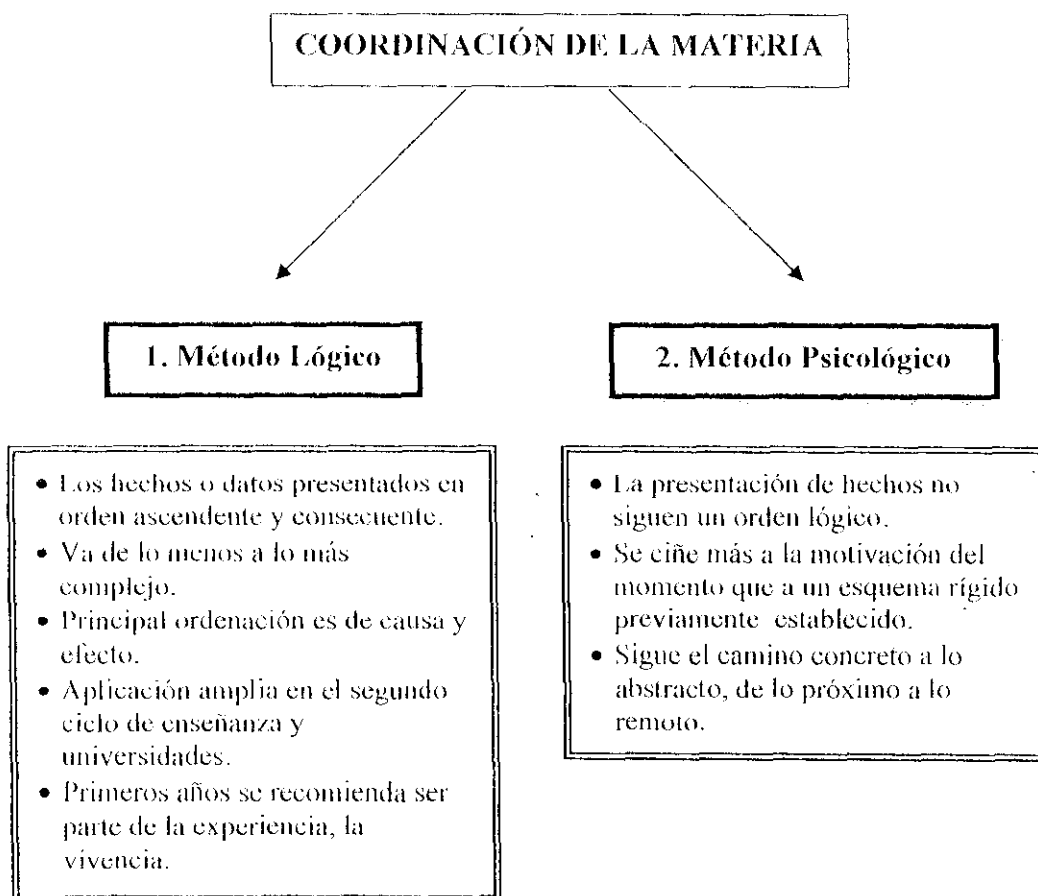 COORDINACIÓN DE LA MATERIA
1. Método Lógico
2. Método Psicológico
• Los hechos o datos presentados en
orden ascendente y consecuente.
• Va de lo menos a lo más
complejo.
• Principal ordenación es de causa y
efecto.
• Aplicación amplia en el segundo
ciclo de enseñanza y
universidades.
• Primeros años se recomienda ser
parte de la experiencia, la
vivencia.
• La presentación de hechos no
siguen un orden lógico.
• Se ciñe más a la motivación del
momento que a un esquema rígido
previamente establecido.
• Sigue el camino concreto a lo
abstracto, de lo próximo a lo
remoto.